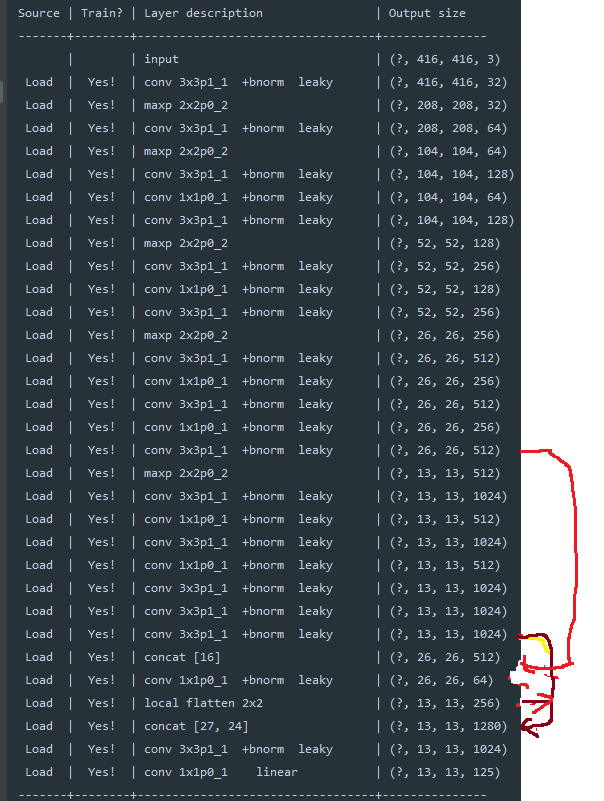 Source | Train? | Layer description | Output size
-------+--------+----------------------------------+---------------
| | input | (?, 416, 416, 3)
Load | Yes! | conv 3x3p1_1 +bnorm leaky | (?, 416, 416, 32)
Load | Yes! | maxp 2x2p0_2 | (?, 208, 208, 32)
Load | Yes! | conv 3x3p1_1 +bnorm leaky | (?, 208, 208, 64)
Load | Yes! | maxp 2x2p0_2 | (?, 104, 104, 64)
Load | Yes! | conv 3x3p1_1 +bnorm leaky | (?, 104, 104, 128)
Load | Yes! | conv 1x1p0_1 +bnorm leaky | (?, 104, 104, 64)
Load | Yes! | conv 3x3p1_1 +bnorm leaky | (?, 104, 104, 128)
Load | Yes! | maxp 2x2p0_2 | (?, 52, 52, 128)
Load | Yes! | conv 3x3p1_1 +bnorm leaky | (?, 52, 52, 256)
Load | Yes! | conv 1x1p0_1 +bnorm leaky | (?, 52, 52, 128)
Load | Yes! | conv 3x3p1_1 +bnorm leaky | (?, 52, 52, 256)
Load | Yes! | maxp 2x2p0_2 | (?, 26, 26, 256)
Load | Yes! | conv 3x3p1_1 +bnorm leaky | (?, 26, 26, 512)
Load | Yes! | conv 1x1p0_1 +bnorm leaky | (?, 26, 26, 256)
Load | Yes! | conv 3x3p1_1 +bnorm leaky | (?, 26, 26, 512)
Load | Yes! | conv 1x1p0_1 +bnorm leaky | (?, 26, 26, 256)
Load | Yes! | conv 3x3p1_1 +bnorm leaky | (?, 26, 26, 512)
Load | Yes! | maxp 2x2p0_2 | (?, 13, 13, 512)
Load | Yes! | conv 3x3p1_1 +bnorm leaky | (?, 13, 13, 1024)
Load | Yes! | conv 1x1p0_1 +bnorm leaky | (?, 13, 13, 512)
Load | Yes! | conv 3x3p1_1 +bnorm leaky | (?, 13, 13, 1024)
Load | Yes! | conv 1x1p0_1 +bnorm leaky | (?, 13, 13, 512)
Load | Yes! | conv 3x3p1_1 +bnorm leaky | (?, 13, 13, 1024)
Load | Yes! | conv 3x3p1_1 +bnorm leaky | (?, 13, 13, 1024)
Load | Yes! | conv 3x3p1_1 +bnorm leaky | (?, 13, 13, 1024)
Load | Yes! | concat [16] | (?, 26, 26, 512)
Load | Yes! | conv 1x1p0_1 +bnorm leaky | (?, 26, 26, 64)
Load | Yes! | local flatten 2x2 | (?, 13, 13, 256)
Load | Yes! | concat [27, 24] | (?, 13, 13, 1280)
Load | Yes! | conv 3x3p1_1 +bnorm leaky | (?, 13, 13, 1024)
Load | Yes! | conv 1x1p0_1 linear | (?, 13, 13, 125)
-------+--------+----------------------------------+---------------